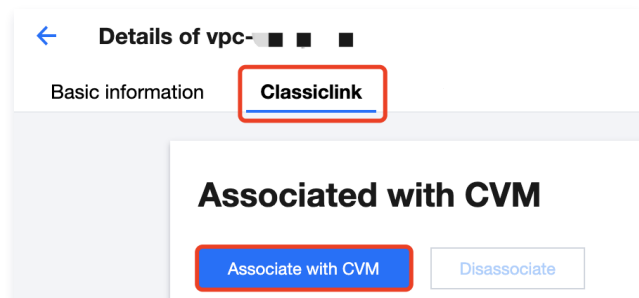 Details of vpc-
Basic information
Classiclink
Associated with CVM
Associate with CVM
Disassociate